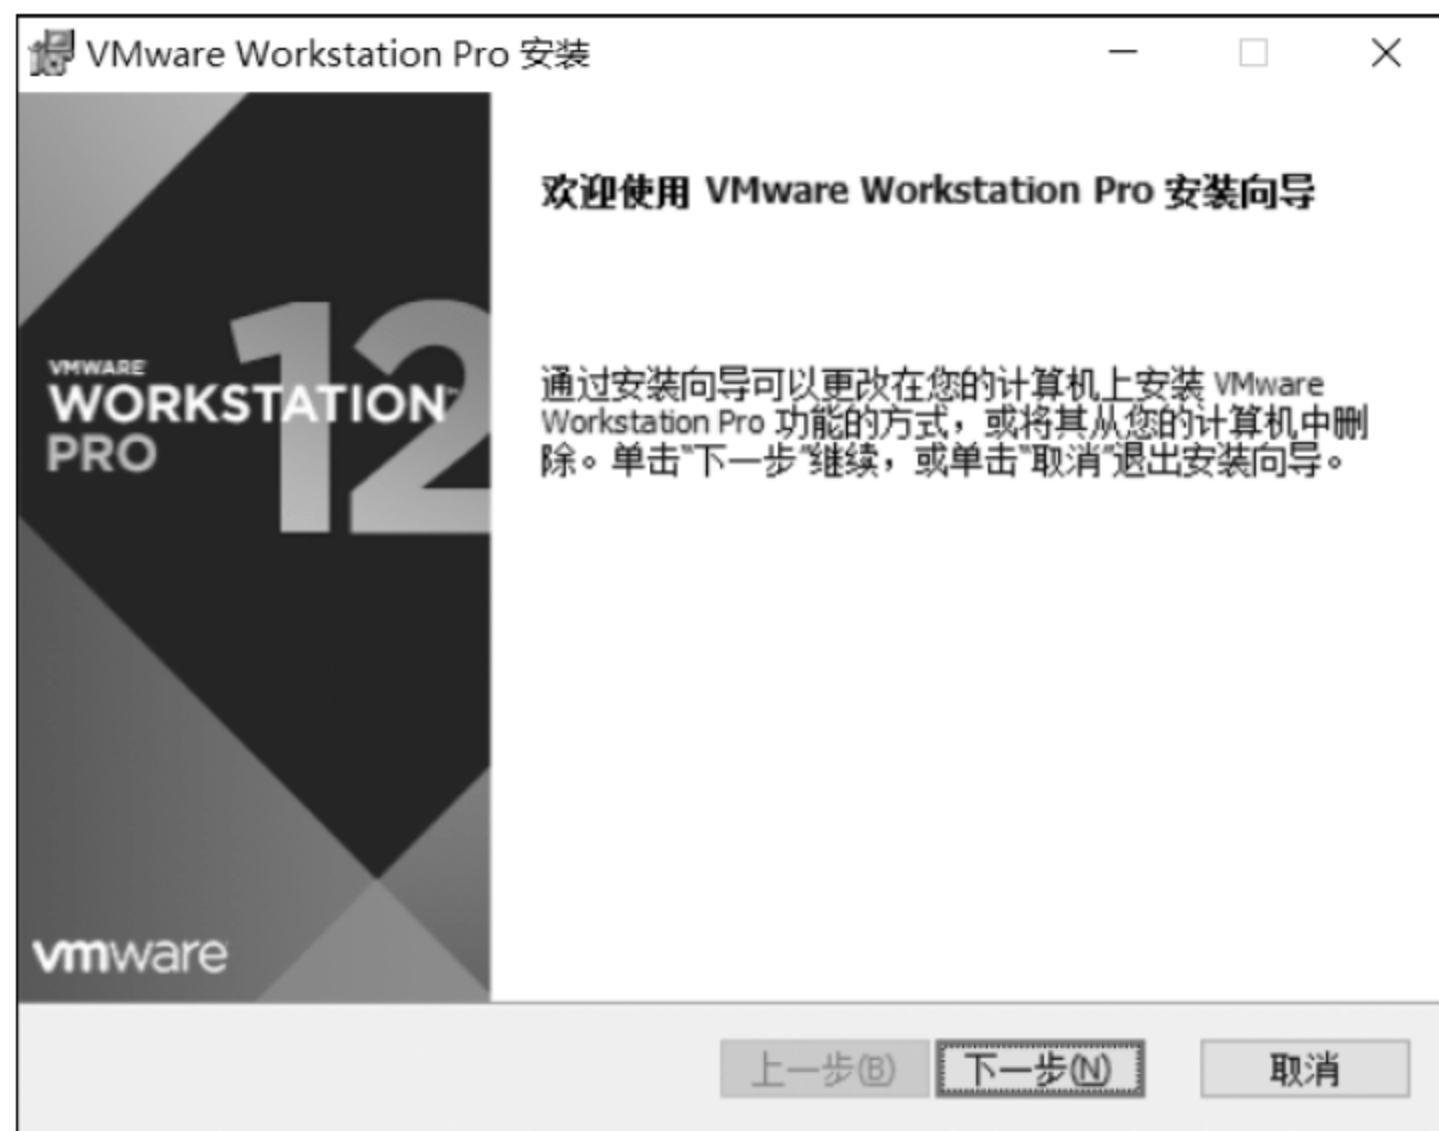 VMware Workstation Pro 安装
欢迎使用 VMware Workstation Pro 安装向导
12
VMWARE
WORKSTATION™
PRO
通过安装向导可以更改在您的计算机上安装 VMware
Workstation Pro 功能的方式，或将其从您的计算机中删
除。单击"下一步"继续，或单击"取消"退出安装向导。
vmware
上一步(B)
下一步(N)
取消